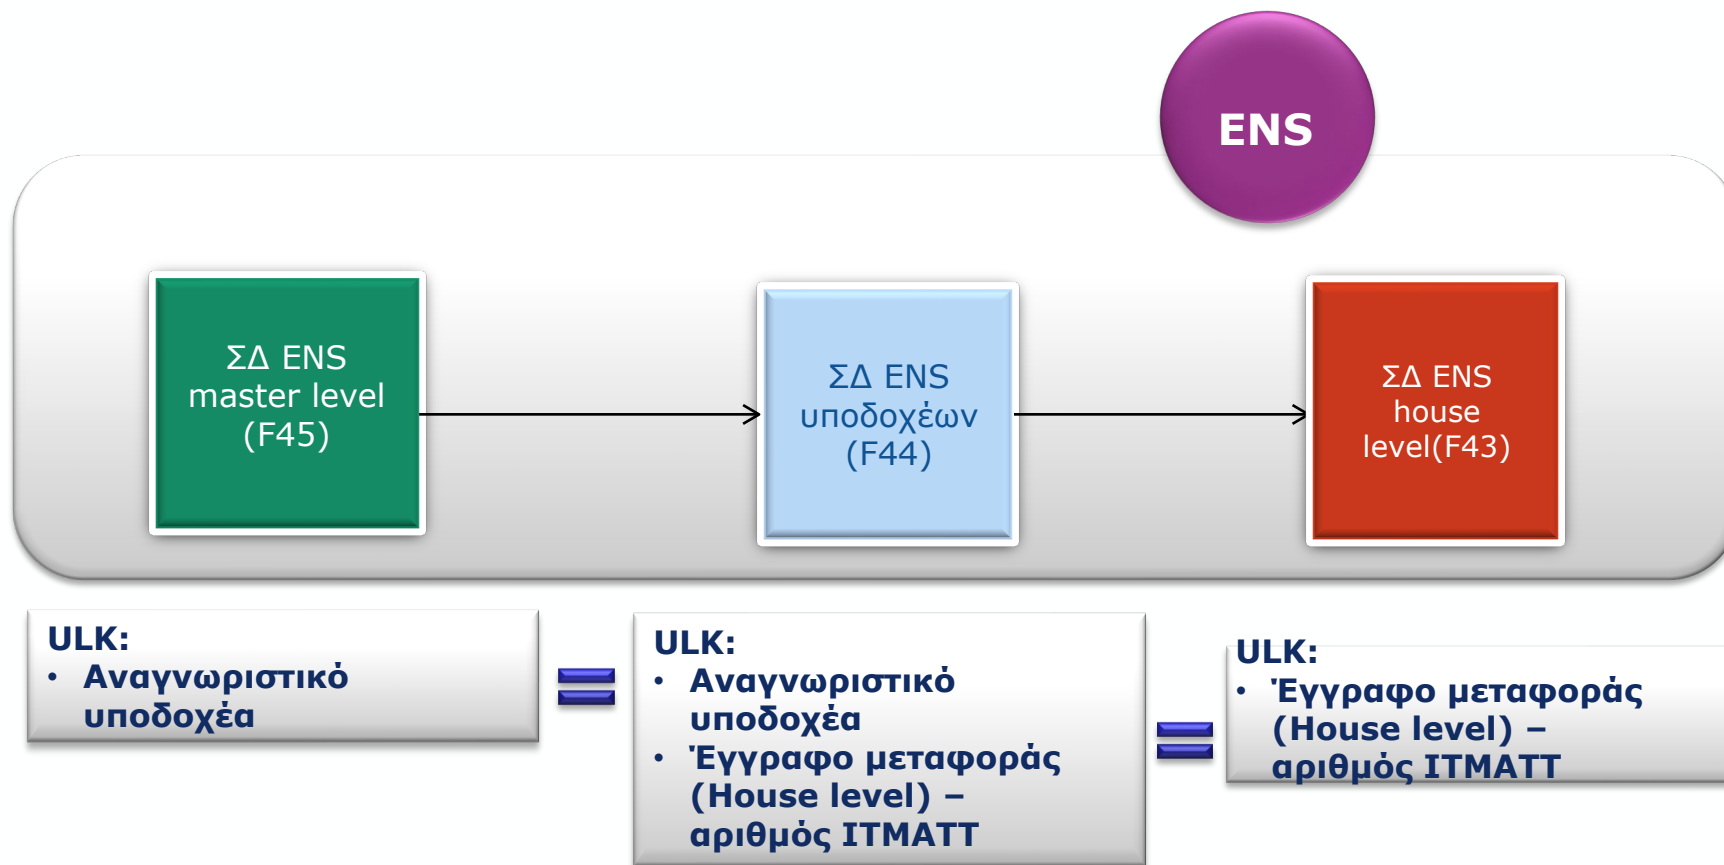 ENS
ΣΔ ENS
master level
(F45)
ΣΔ ENS
υποδοχέων
(F44)
ΣΔ ENS
house
level(F43)
ULK:
• Αναγνωριστικό
υποδοχέα
ULK:
• Αναγνωριστικό
υποδοχέα
• Έγγραφο μεταφοράς
(House level) –
αριθμός ITMATT
ULK:
• Έγγραφο μεταφοράς
(House level) –
αριθμός ITMATT